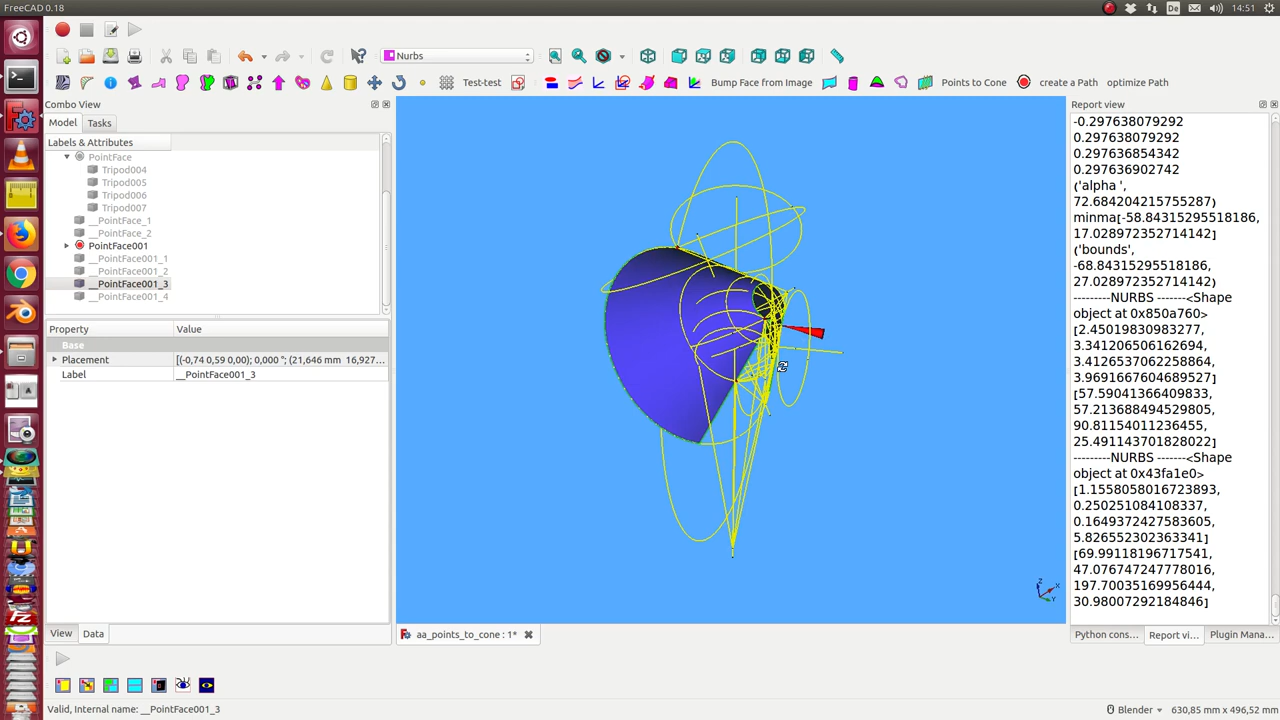 FreeCAD 0.18
De
14:51
Nurbs
Test-test
Bump Face from Image
Points to Cone
create a Path
optimize Path
Combo View
Model
Tasks
Labels & Attributes
PointFace
Tripod004
Tripod005
Tripod006
Tripod007
__PointFace_1
__PointFace_2
PointFace001
__PointFace001_1
__PointFace001_2
__PointFace001_3
__PointFace001_4
Property
Value
Base
Placement
[(-0,74 0,59 0,00); 0,000 °; (21,646 mm  16,927...
Label
__PointFace001_3
View
Data
Valid, Internal name: __PointFace001_3
Z
X
Y
aa_points_to_cone : 1*
Report view
-0.297638079292
0.297638079292
0.297636854342
0.297636902742
('alpha ',
72.684204215755287)
minma[-58.84315295518186,
17.028972352714142]
('bounds',
-68.84315295518186,
27.028972352714142)
---------NURBS -------<Shape
object at 0x850a760>
[2.45019830983277,
3.341206506162694,
3.4126537062258864,
3.9691667604689527]
[57.59041366409833,
57.213688494529805,
90.81154011236455,
25.491145701828022]
---------NURBS -------<Shape
object at 0x43fa1e0>
[1.1558058016723893,
0.250251084108337,
0.1649372427583605,
5.826552302363341]
[69.99118196717541,
47.076747247778016,
197.70035169956444,
30.98007292184846]
Python cons...
Report vi...
Plugin Mana...
Blender
630,85 mm x 496,52 mm